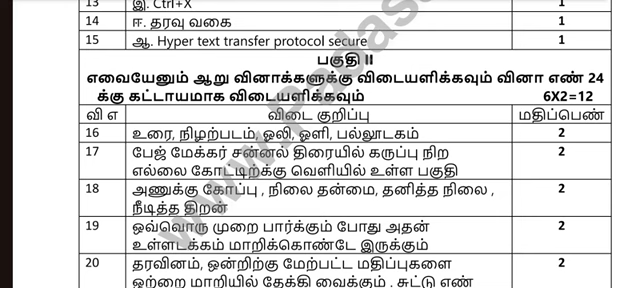 13 இ. Ctrl+X 1
14 ஈ. தரவு வகை 1
15 ஆ. Hyper text transfer protocol secure 1
பகுதி II
எவையேனும் ஆறு வினாக்களுக்கு விடையளிக்கவும் வினா எண் 24
க்கு கட்டாயமாக விடையளிக்கவும் 6X2=12
வி எ விடை குறிப்பு மதிப்பெண்
16 உரை, நிழற்படம், ஒலி, ஒளி, பல்லூடகம் 2
17 பேஜ் மேக்கர் சன்னல் திரையில் கருப்பு நிற 2
எல்லை கோட்டிற்கு வெளியில் உள்ள பகுதி
18 அணுக்கு கோப்பு , நிலை தன்மை, தனித்த நிலை , 2
நீடித்த திறன்
19 ஒவ்வொரு முறை பார்க்கும் போது அதன் 2
உள்ளடக்கம் மாறிக்கொண்டே இருக்கும்
20 தரவினம், ஒன்றிற்கு மேற்பட்ட மதிப்புகளை 2
ஒற்றை மாறியில் தேக்கி வைக்கும் . சுட்டு எண்